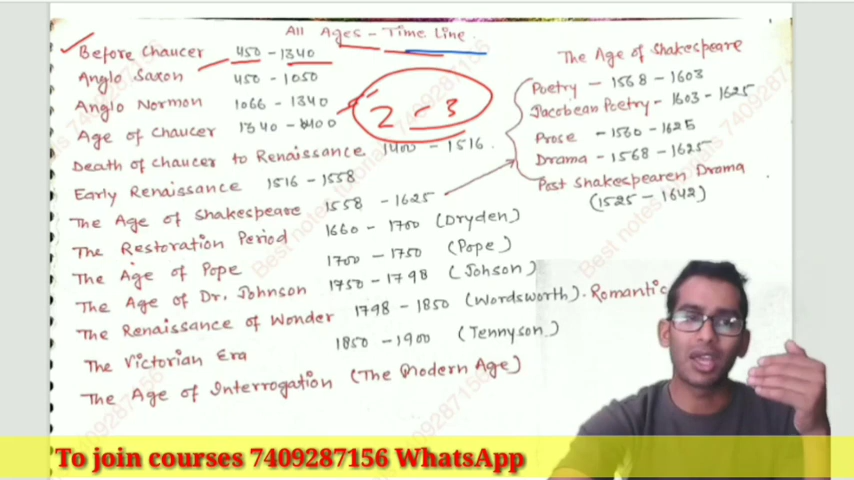 All Ages - Time Line
Before Chaucer 450 - 1340
Anglo Saxon 450 - 1050
Anglo Normon 1066 - 1340
Age of Chaucer 1340 - 1400
2 - 3
Death of chaucer to Renaissance 1400 - 1516
Early Renaissance 1516 - 1558
The Age of Shakespeare 1558 - 1625
The Restoration Period 1660 - 1700 (Dryden)
The Age of Pope 1700 - 1750 (Pope)
The Age of Dr. Johnson 1750 - 1798 (Johson)
The Renaissance of Wonder 1798 - 1850 (Wordsworth). Romantic
The Victorian Era 1850 - 1900 (Tennyson)
The Age of Interrogation (The Modern Age)
The Age of Shakespeare
Poetry - 1568 - 1603
Jacobean Poetry - 1603 - 1625
Prose - 1560 - 1625
Drama - 1568 - 1625
Post Shakespearen Drama
(1525 - 1642)
To join courses 7409287156 WhatsApp